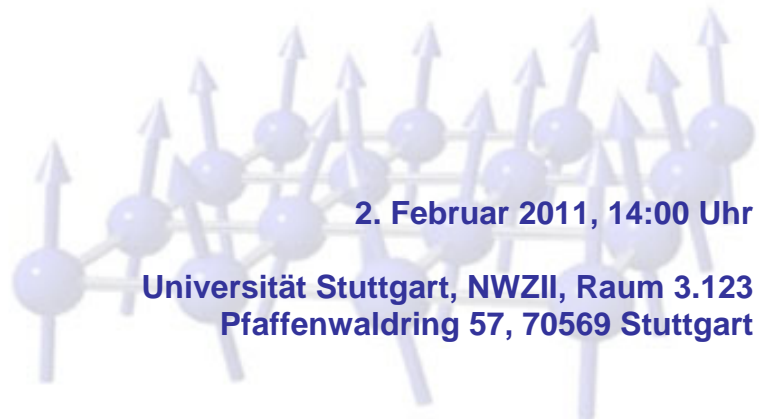 2. Februar 2011, 14:00 Uhr
Universität Stuttgart, NWZII, Raum 3.123
Pfaffenwaldring 57, 70569 Stuttgart